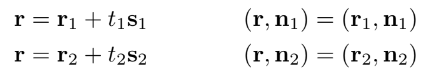 r = r₁ + t₁s₁ (r, n₁) = (r₁, n₁)
r = r₂ + t₂s₂ (r, n₂) = (r₂, n₂)